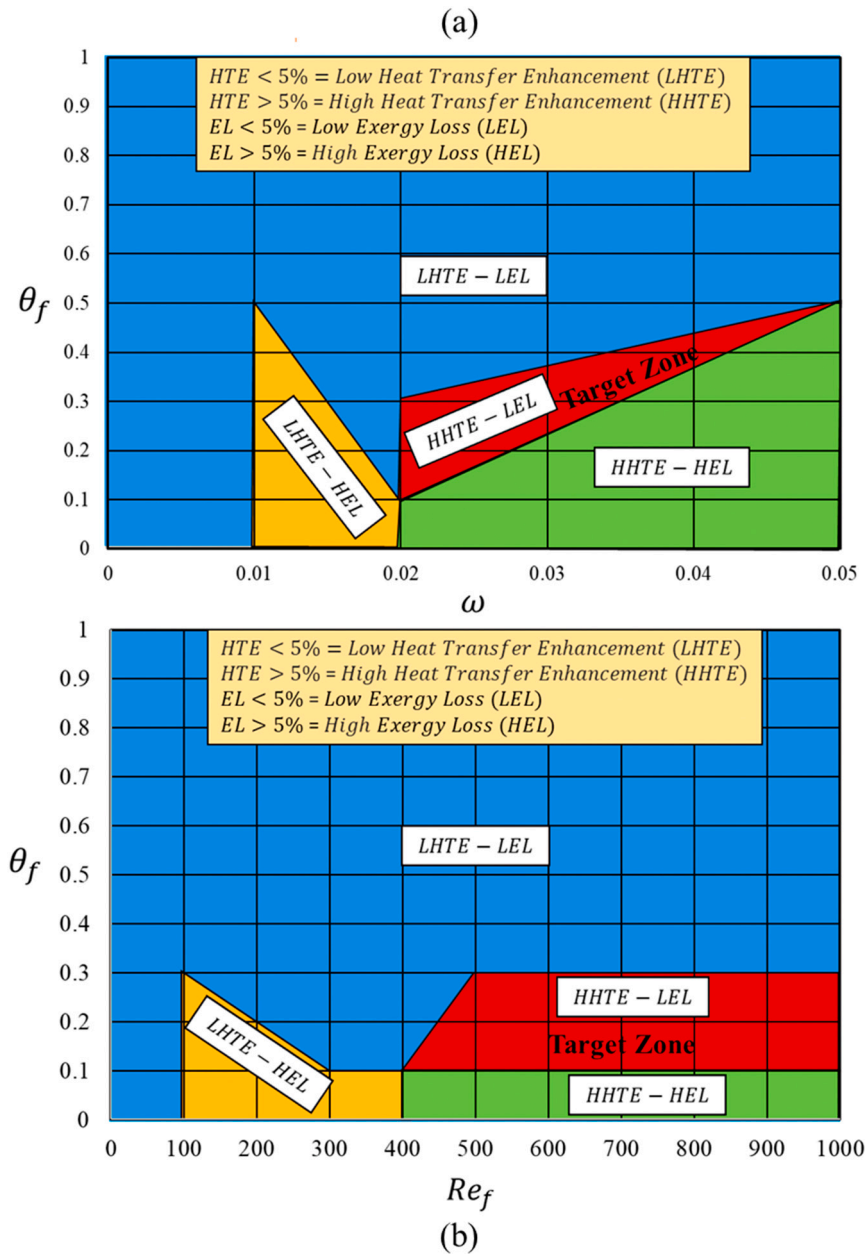 (a)
1
HTE < 5% = Low Heat Transfer Enhancement (LHTE)
0.9
HTE > 5% = High Heat Transfer Enhancement (HHTE)
EL < 5% = Low Exergy Loss (LEL)
0.8
EL > 5% = High Exergy Loss (HEL)
0.7
0.6
LHTE − LEL
θf
0.5
0.4
Target Zone
0.3
HHTE − LEL
LHTE − HEL
0.2
HHTE − HEL
0.1
0
0 0.01 0.02 0.03 0.04 0.05
ω
1
HTE < 5% = Low Heat Transfer Enhancement (LHTE)
HTE > 5% = High Heat Transfer Enhancement (HHTE)
0.9
EL < 5% = Low Exergy Loss (LEL)
0.8
EL > 5% = High Exergy Loss (HEL)
0.7
0.6
LHTE − LEL
θf
0.5
0.4
0.3
HHTE − LEL
0.2
LHTE − HEL
Target Zone
0.1
HHTE − HEL
0
0 100 200 300 400 500 600 700 800 900 1000
Ref
(b)